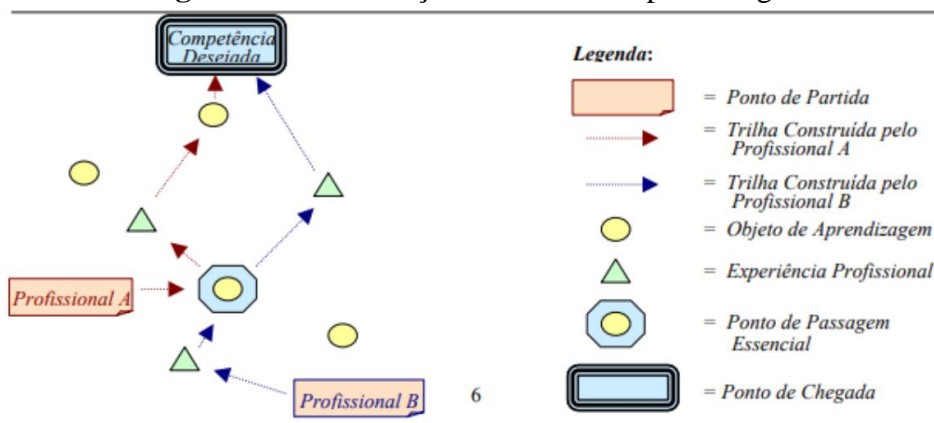 Competência
Desejada
Profissional A
Profissional B
6
Legenda:
= Ponto de Partida
= Trilha Construída pelo
Profissional A
= Trilha Construída pelo
Profissional B
= Objeto de Aprendizagem
= Experiência Profissional
= Ponto de Passagem
Essencial
= Ponto de Chegada